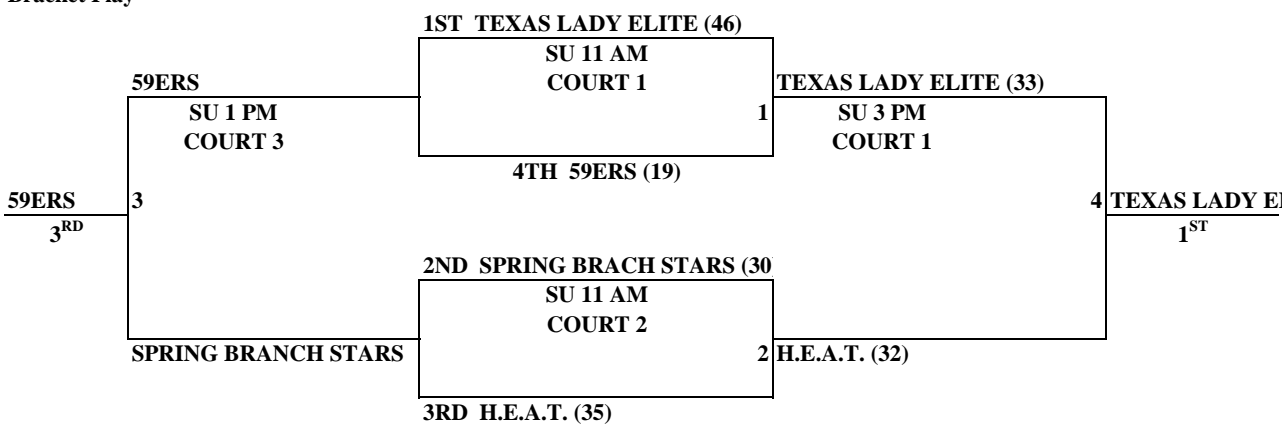 Bracket Play
1ST TEXAS LADY ELITE (46)
SU 11 AM
COURT 1
59ERS
TEXAS LADY ELITE (33)
SU 1 PM
COURT 3
1
SU 3 PM
COURT 1
4TH 59ERS (19)
59ERS
3
3RD
4
TEXAS LADY
1ST
2ND SPRING BRACH STARS (30
SU 11 AM
COURT 2
SPRING BRANCH STARS
2
H.E.A.T. (32)
3RD H.E.A.T. (35)